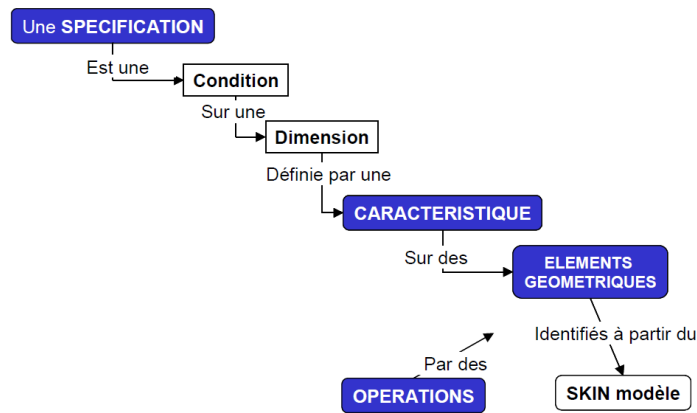 Une SPECIFICATION
Est une
Condition
Sur une
Dimension
Définie par une
CARACTERISTIQUE
Sur des
ELEMENTS
GEOMETRIQUES
Identifiés à partir du
Par des
SKIN modèle
OPERATIONS